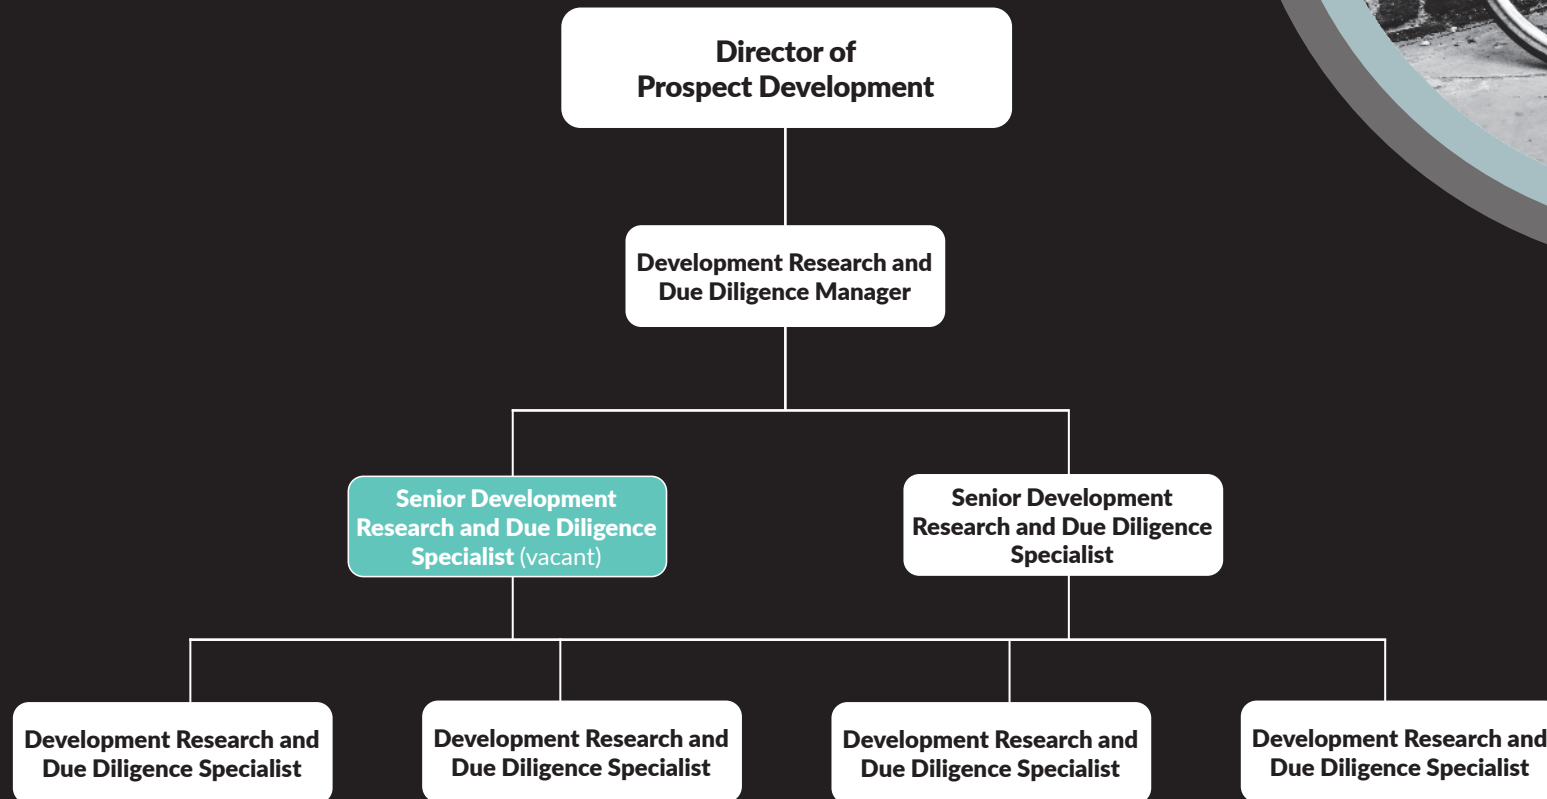 Director of
Prospect Development
Development Research and
Due Diligence Manager
Senior Development
Research and Due Diligence
Specialist (vacant)
Senior Development
Research and Due Diligence
Specialist
Development Research and
Due Diligence Specialist
Development Research and
Due Diligence Specialist
Development Research and
Due Diligence Specialist
Development Research and
Due Diligence Specialist